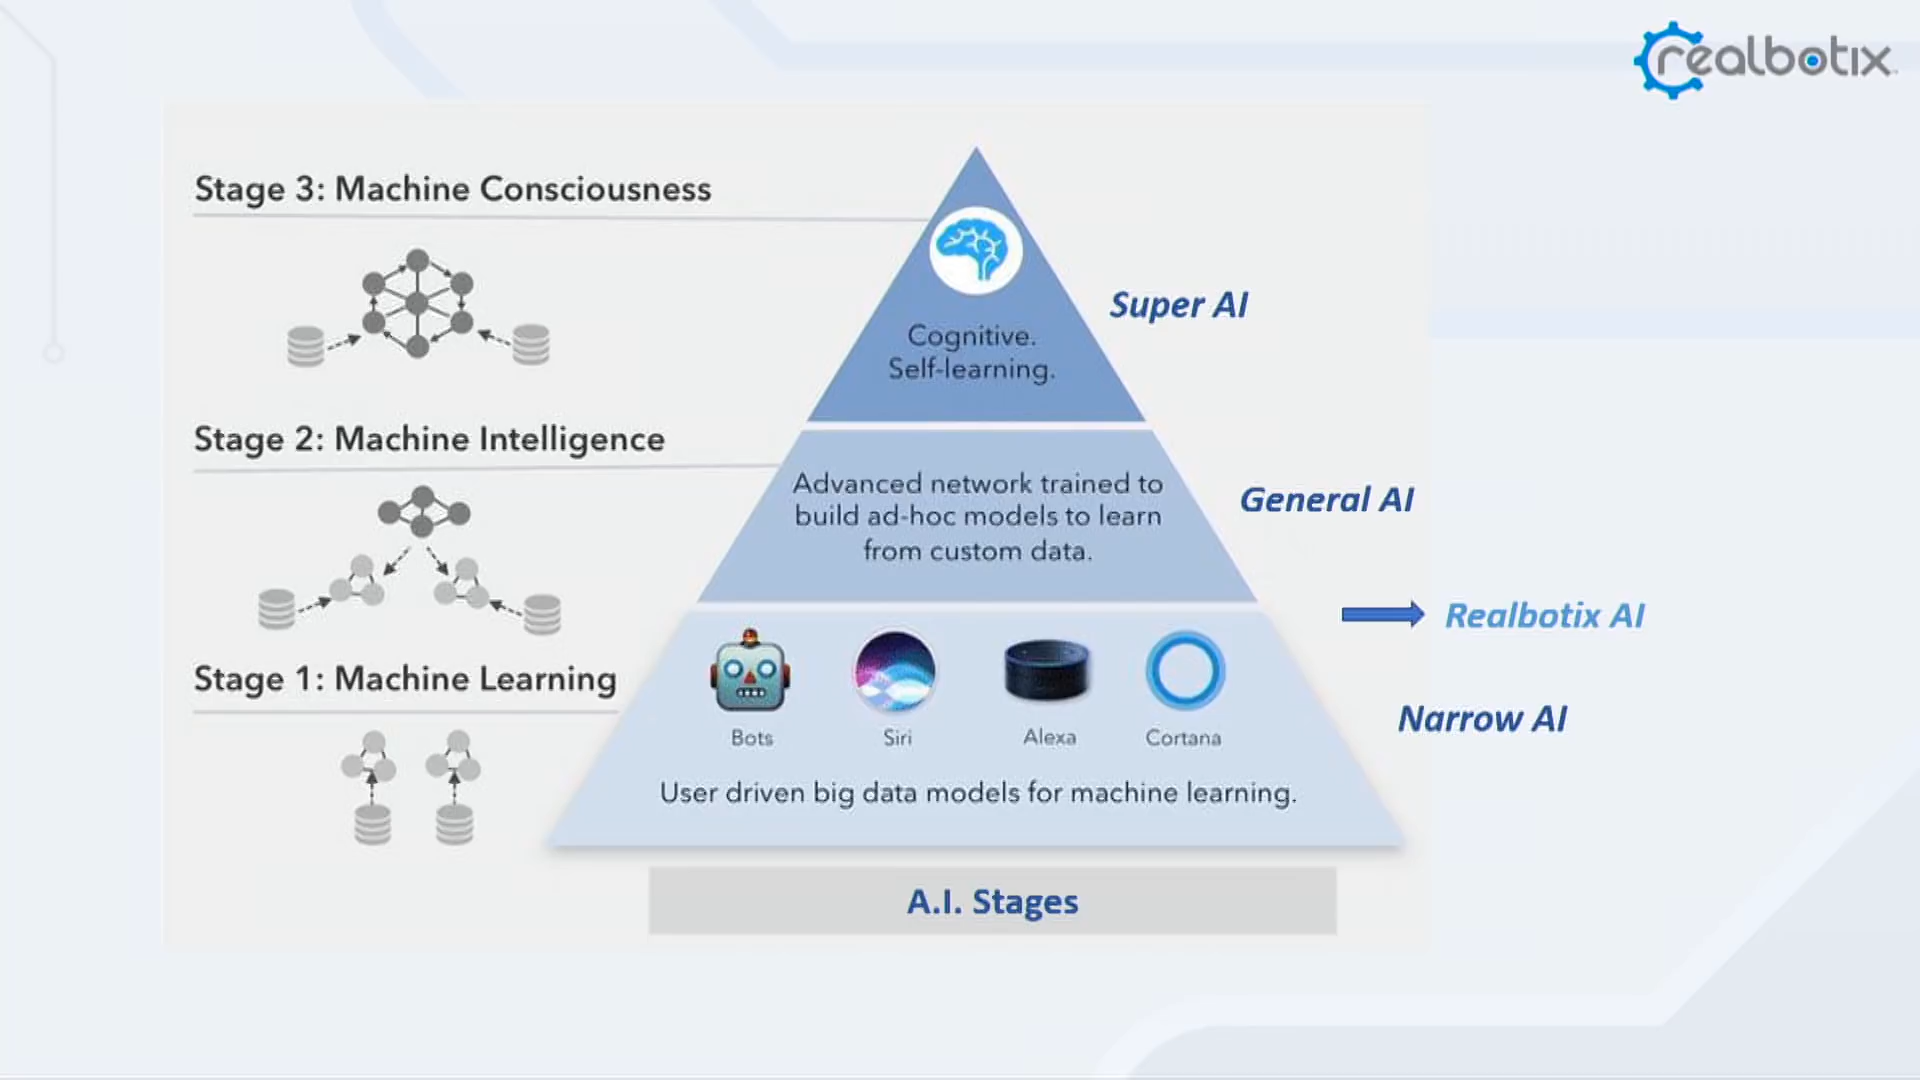 realbotix
Stage 3: Machine Consciousness
Super AI
Cognitive.
Self-learning.
Stage 2: Machine Intelligence
Advanced network trained to
build ad-hoc models to learn
from custom data.
General AI
Realbotix AI
Stage 1: Machine Learning
Narrow AI
Bots
Siri
Alexa
Cortana
User driven big data models for machine learning.
A.I. Stages